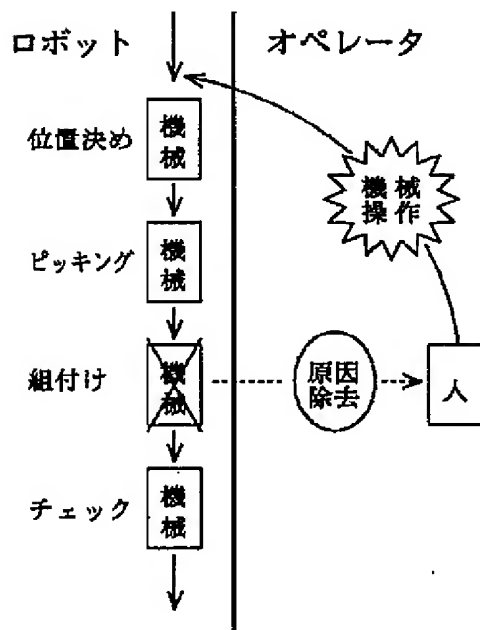 ロボット
オペレータ
位置決め
機
械
機械
操作
ピッキング
機
械
組付け
機
械
原因
除去
人
チェック
機
械